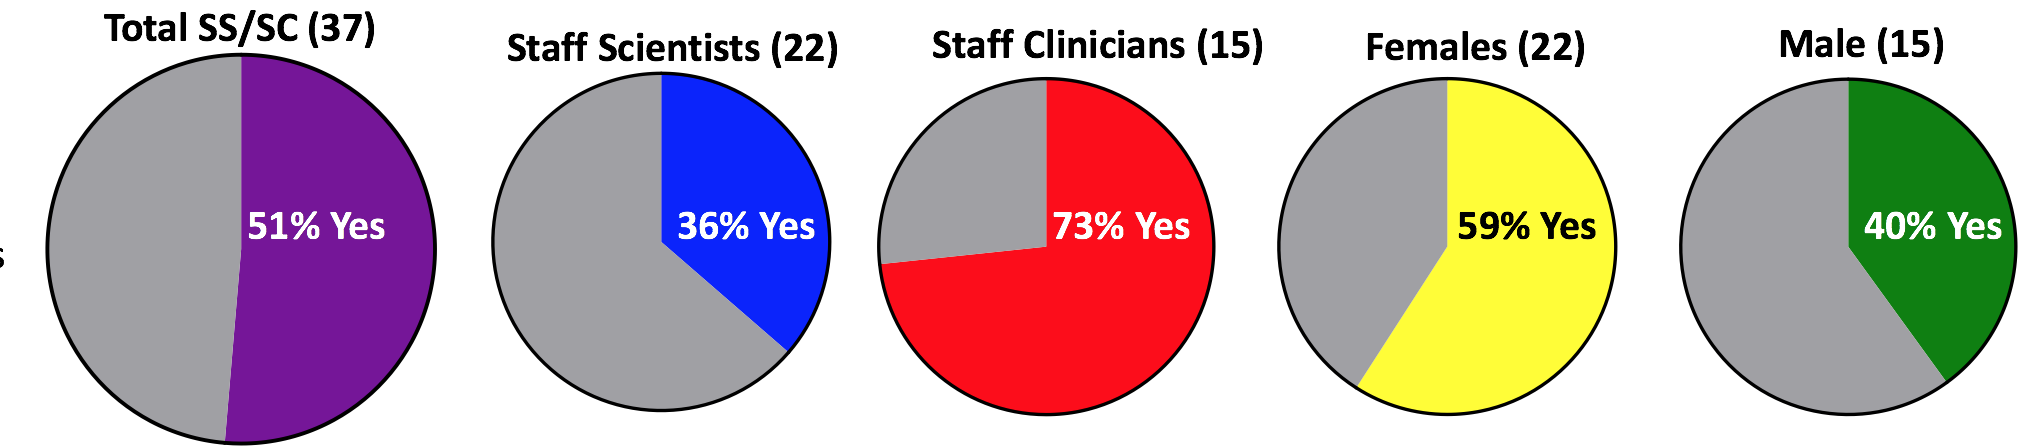 Total SS/SC (37)
Staff Scientists (22)
Staff Clinicians (15)
Females (22)
Male (15)
51% Yes
36% Yes
73% Yes
59% Yes
40% Yes